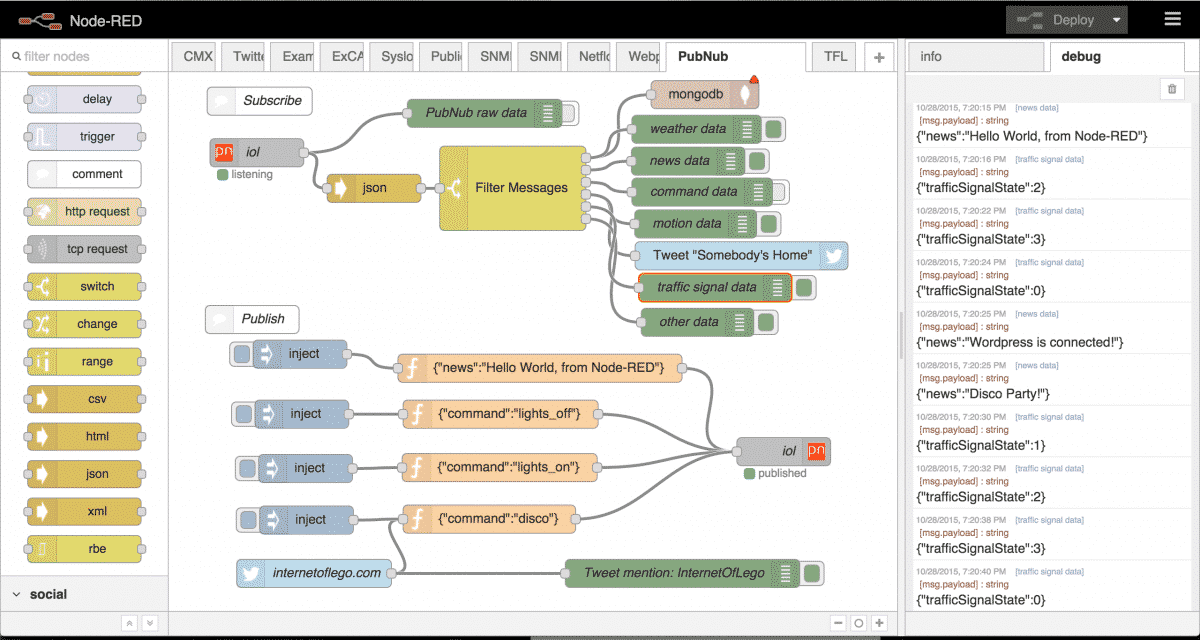 Node-RED
Deploy
filter nodes
CMX
Twitt
Exam
ExCA
Syslo
Publi
SNM
SNM
Netflo
Webp
PubNub
TFL
+
info
debug
delay
trigger
comment
http request
tcp request
switch
change
range
csv
html
json
xml
rbe
social
Subscribe
iol
listening
PubNub raw data
json
Filter Messages
mongodb
weather data
news data
command data
motion data
Tweet "Somebody's Home"
traffic signal data
other data
Publish
inject
{"news":"Hello World, from Node-RED"}
inject
{"command":"lights_off"}
inject
{"command":"lights_on"}
inject
{"command":"disco"}
iol
published
internetoflego.com
Tweet mention: InternetOfLego
10/28/2015, 7:20:15 PM [news data]
[msg.payload] : string
{"news":"Hello World, from Node-RED"}
10/28/2015, 7:20:16 PM [traffic signal data]
[msg.payload] : string
{"trafficSignalState":2}
10/28/2015, 7:20:22 PM [traffic signal data]
[msg.payload] : string
{"trafficSignalState":3}
10/28/2015, 7:20:24 PM [traffic signal data]
[msg.payload] : string
{"trafficSignalState":0}
10/28/2015, 7:20:25 PM [news data]
[msg.payload] : string
{"news":"Wordpress is connected!"}
10/28/2015, 7:20:25 PM [news data]
[msg.payload] : string
{"news":"Disco Party!"}
10/28/2015, 7:20:30 PM [traffic signal data]
[msg.payload] : string
{"trafficSignalState":1}
10/28/2015, 7:20:32 PM [traffic signal data]
[msg.payload] : string
{"trafficSignalState":2}
10/28/2015, 7:20:38 PM [traffic signal data]
[msg.payload] : string
{"trafficSignalState":3}
10/28/2015, 7:20:40 PM [traffic signal data]
[msg.payload] : string
{"trafficSignalState":0}